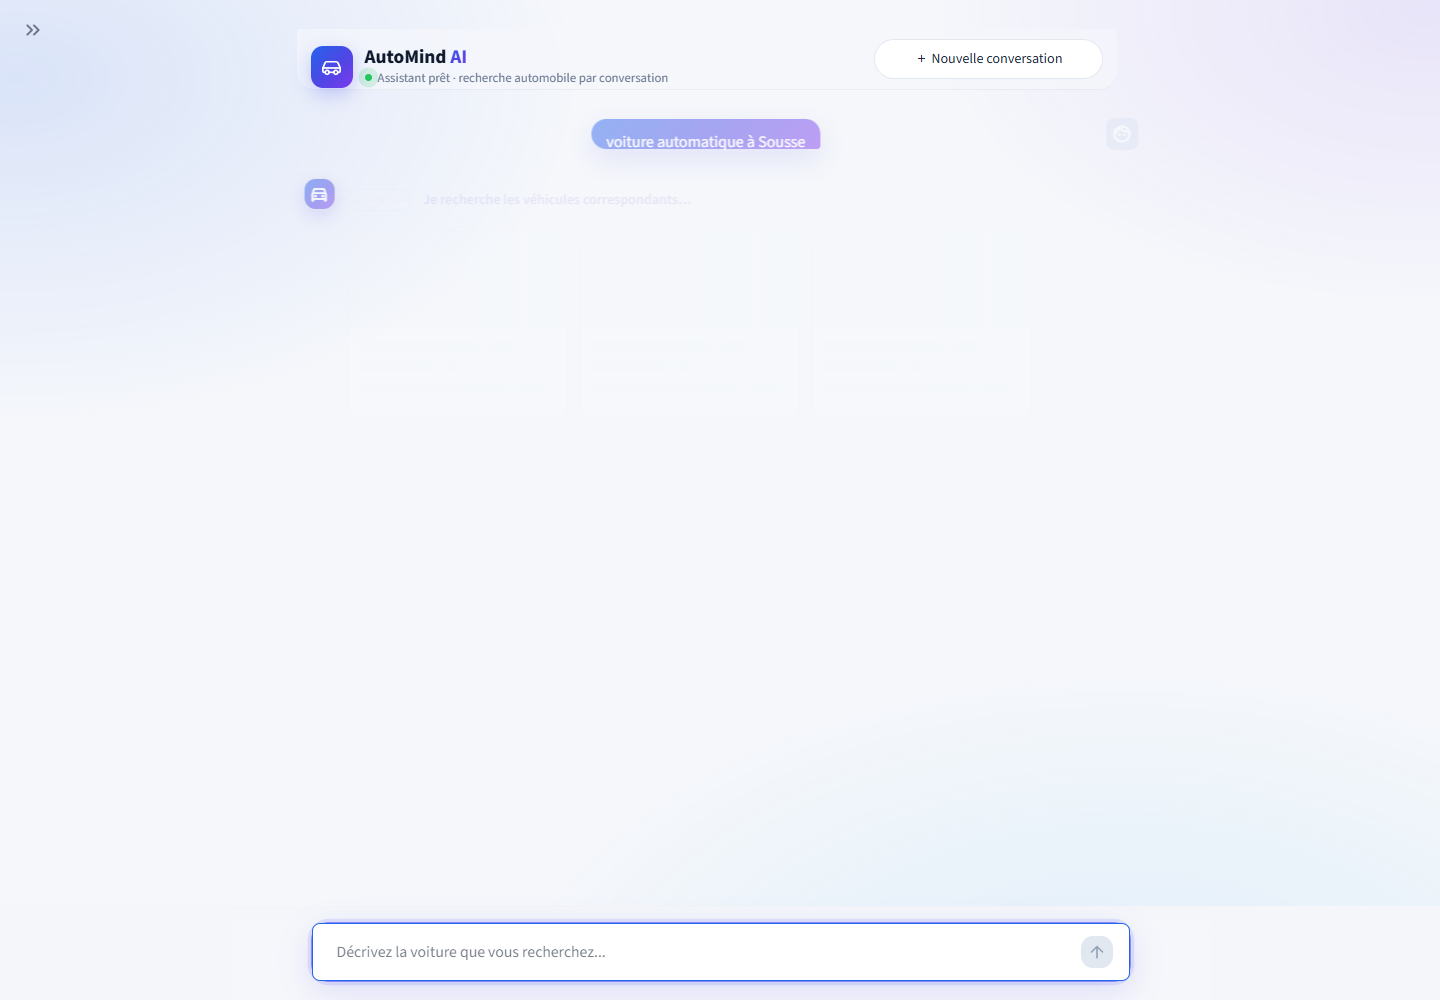 AutoMind AI
Assistant prêt · recherche automobile par conversation
+ Nouvelle conversation
voiture automatique à Sousse
Je recherche les véhicules correspondants...
Décrivez la voiture que vous recherchez...